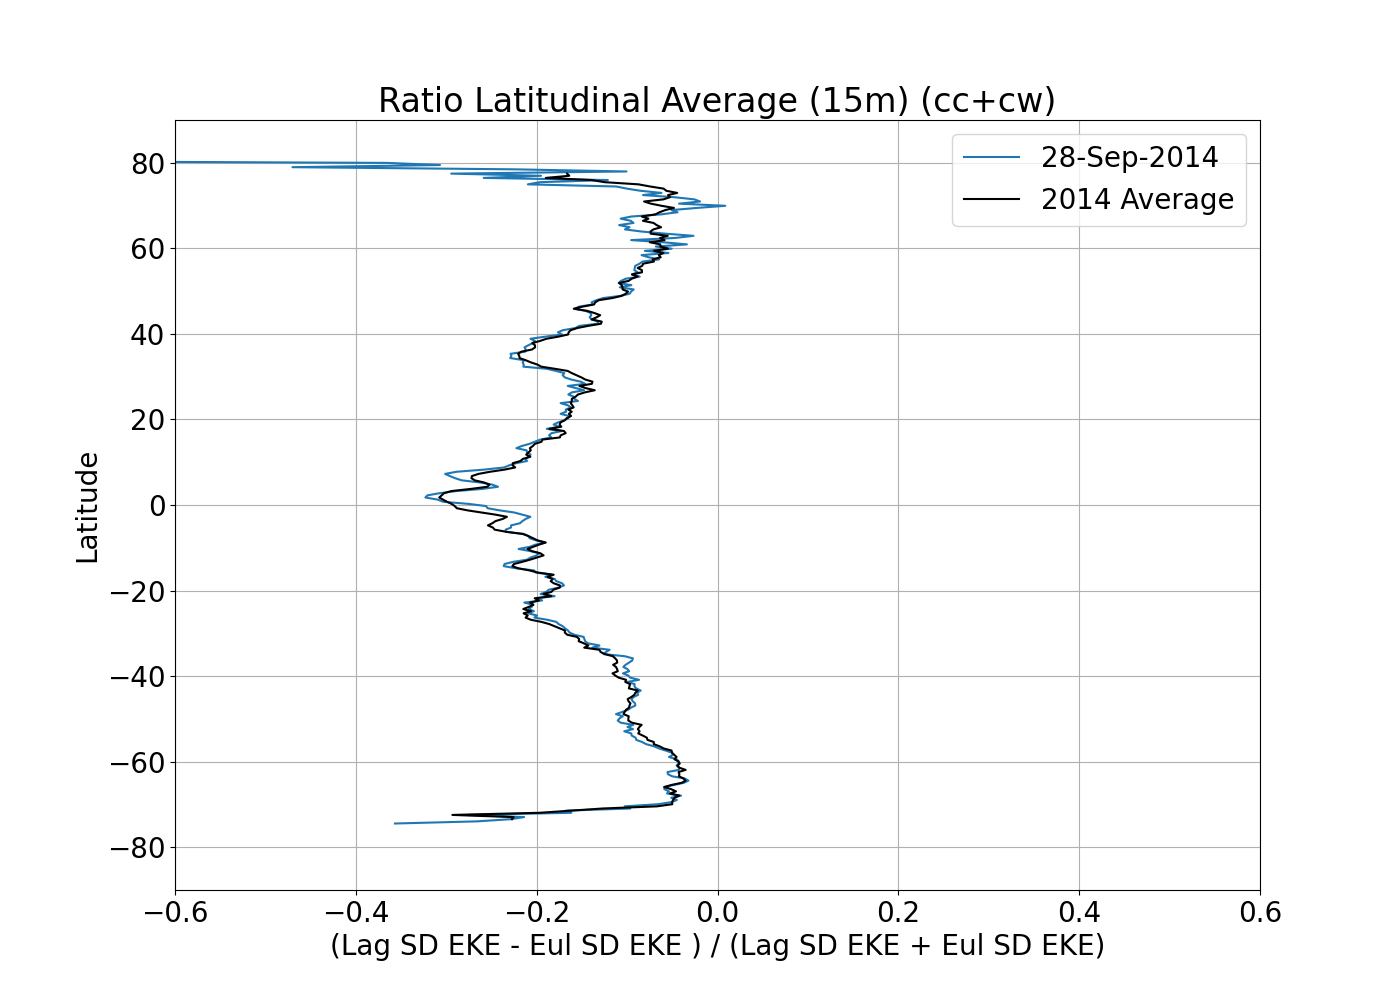 Ratio Latitudinal Average (15m) (cc+cw)
28-Sep-2014
2014 Average
80
60
40
20
0
−20
−40
−60
−80
Latitude
−0.6 −0.4 −0.2 0.0 0.2 0.4 0.6
(Lag SD EKE - Eul SD EKE ) / (Lag SD EKE + Eul SD EKE)